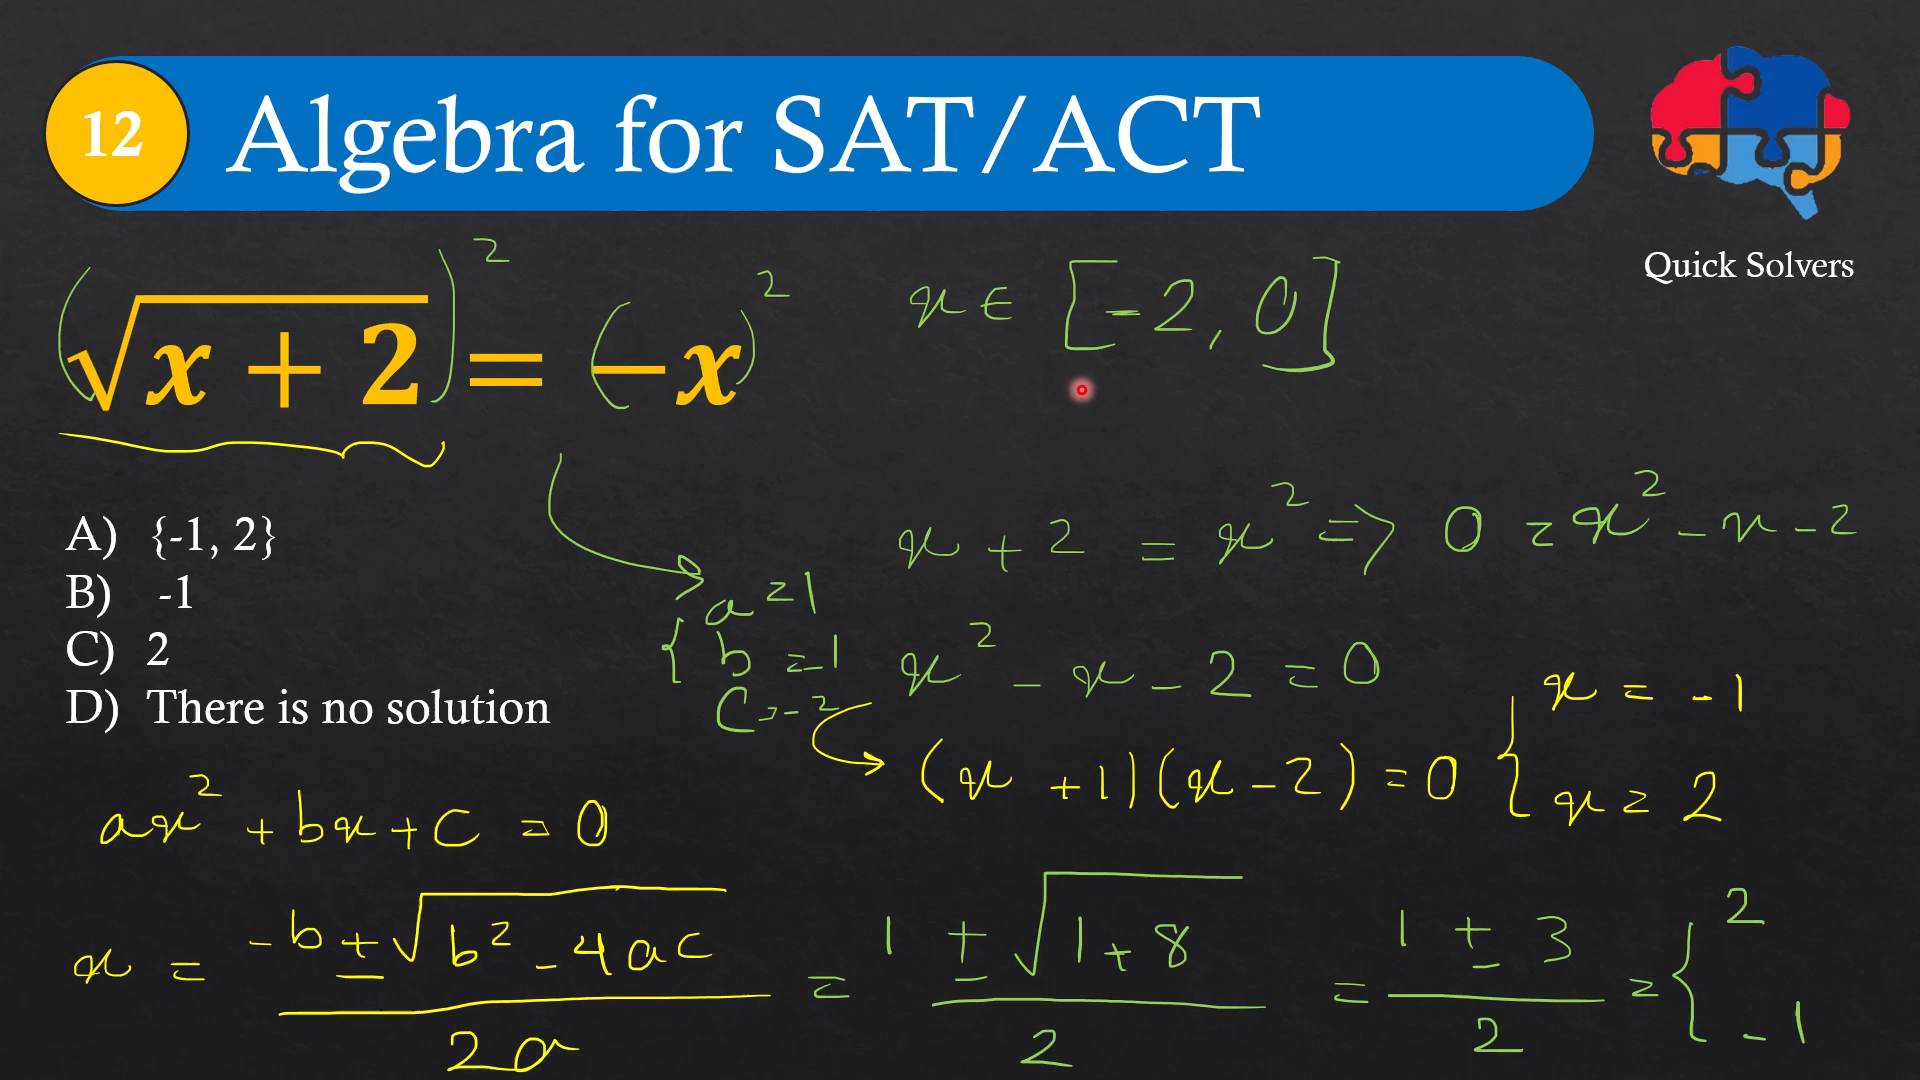 12 Algebra for SAT/ACT
Quick Solvers
(√x + 2)² = (−x)²
x ∈ [-2, 0]
A) {-1, 2}
B) -1
C) 2
D) There is no solution
x + 2 = x² => 0 = x² - x - 2
a = 1
b = -1
c = -2
x² - x - 2 = 0
(x + 1)(x - 2) = 0
x = -1
x = 2
ax² + bx + c = 0
x = -b ± √b² - 4ac / 2a = 1 ± √1 + 8 / 2 = 1 ± 3 / 2 = { 2
-1